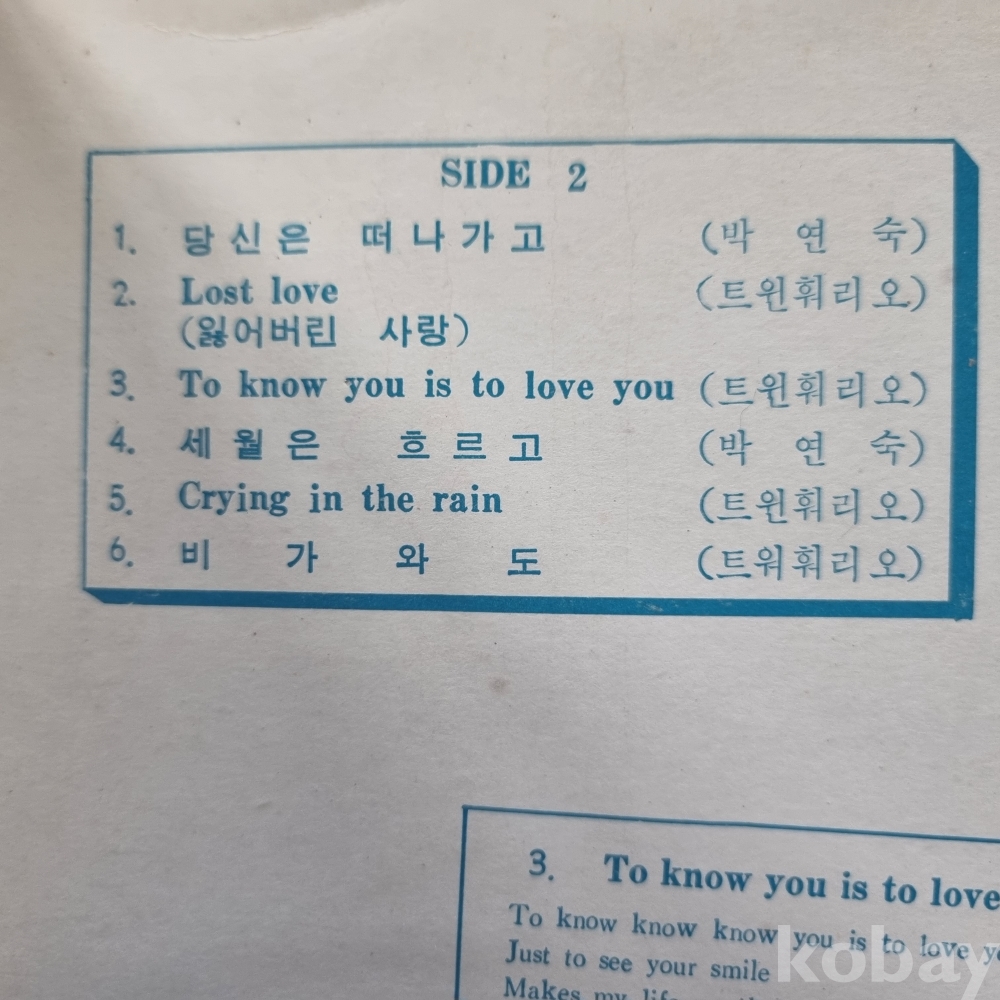 SIDE 2
1. 당신은 떠나가고 (박연숙)
2. Lost love (트윈훠리오)
(잃어버린 사랑)
3. To know you is to love you (트윈훠리오)
4. 세월은 흐르고 (박연숙)
5. Crying in the rain (트윈훠리오)
6. 비가와도 (트워훠리오)
3. To know you is to love
To know know know you is to love
Just to see your smile
Makes my
kobay